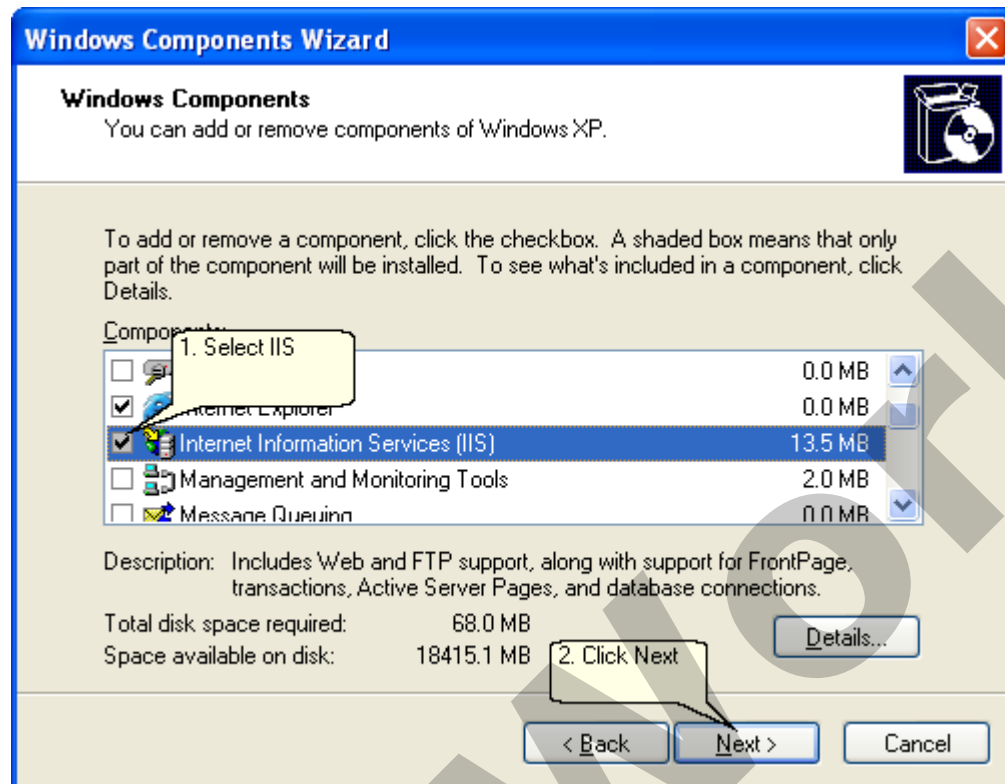 Windows Components Wizard
Windows Components
You can add or remove components of Windows XP.
To add or remove a component, click the checkbox. A shaded box means that only
part of the component will be installed. To see what's included in a component, click
Details.
Components:
1. Select IIS
0.0 MB
Internet Explorer 0.0 MB
Internet Information Services (IIS) 13.5 MB
Management and Monitoring Tools 2.0 MB
Message Queuing 0.0 MB
Description: Includes Web and FTP support, along with support for FrontPage,
transactions, Active Server Pages, and database connections.
Total disk space required: 68.0 MB
Details...
Space available on disk: 18415.1 MB
2. Click Next
< Back Next > Cancel